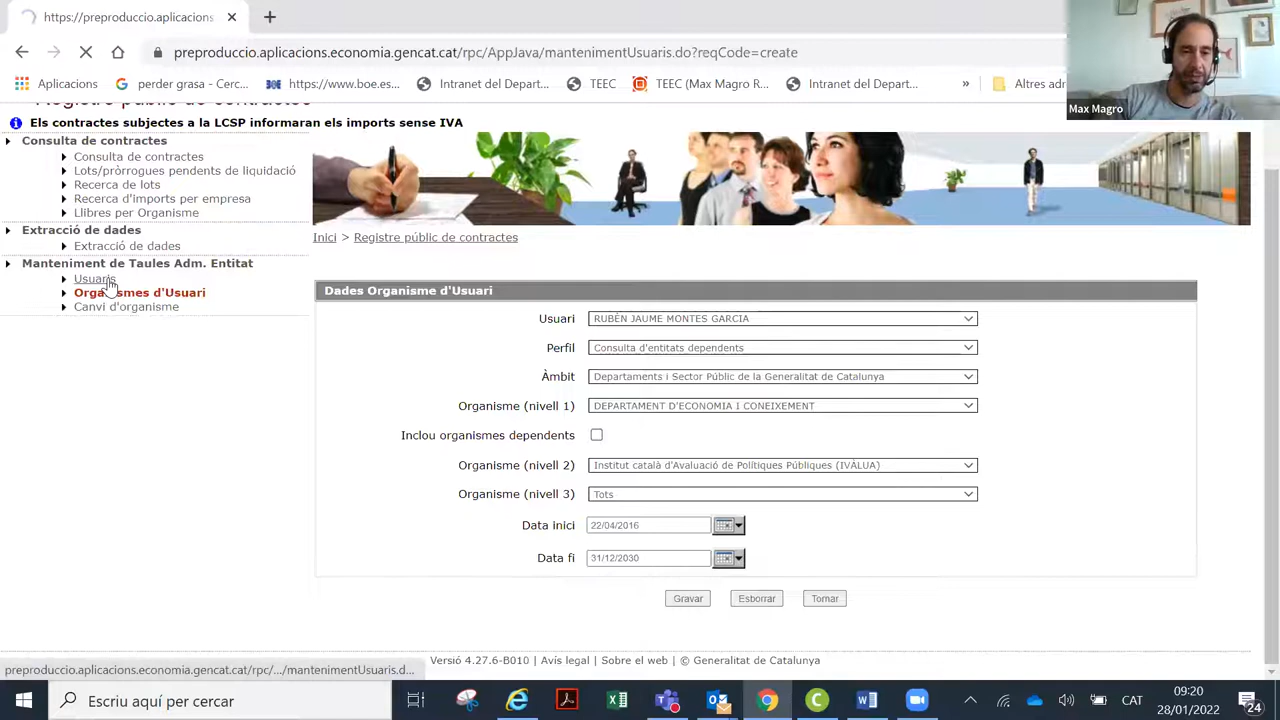 https://preproduccio.aplicacions
preproduccio.aplicacions.economia.gencat.cat/rpc/AppJava/mantenimentUsuaris.do?reqCode=create
Aplicacions
perder grasa - Cerc...
https://www.boe.es...
Intranet del Depart...
TEEC
TEEC (Max Magro R...
Intranet del Depart...
»
Altres adr
Max Magro
Registre públic de contractes
Els contractes subjectes a la LCSP informaran els imports sense IVA
Consulta de contractes
Consulta de contractes
Lots/pròrrogues pendents de liquidació
Recerca de lots
Recerca d'imports per empresa
Llibres per Organisme
Extracció de dades
Extracció de dades
Manteniment de Taules Adm. Entitat
Usuaris
Organismes d'Usuari
Canvi d'organisme
Inici > Registre públic de contractes
Dades Organisme d'Usuari
Usuari RUBÈN JAUME MONTES GARCIA
Perfil Consulta d'entitats dependents
Àmbit Departaments i Sector Públic de la Generalitat de Catalunya
Organisme (nivell 1) DEPARTAMENT D'ECONOMIA I CONEIXEMENT
Inclou organismes dependents
Organisme (nivell 2) Institut català d'Avaluació de Polítiques Públiques (IVÀLUA)
Organisme (nivell 3) Tots
Data inici 22/04/2016
Data fi 31/12/2030
Gravar Esborrar Tornar
Versió 4.27.6-B010 | Avís legal | Sobre el web | © Generalitat de Catalunya
preproduccio.aplicacions.economia.gencat.cat/rpc/.../mantenimentUsuaris.d...
Escriu aquí per cercar
CAT
09:20
28/01/2022
24